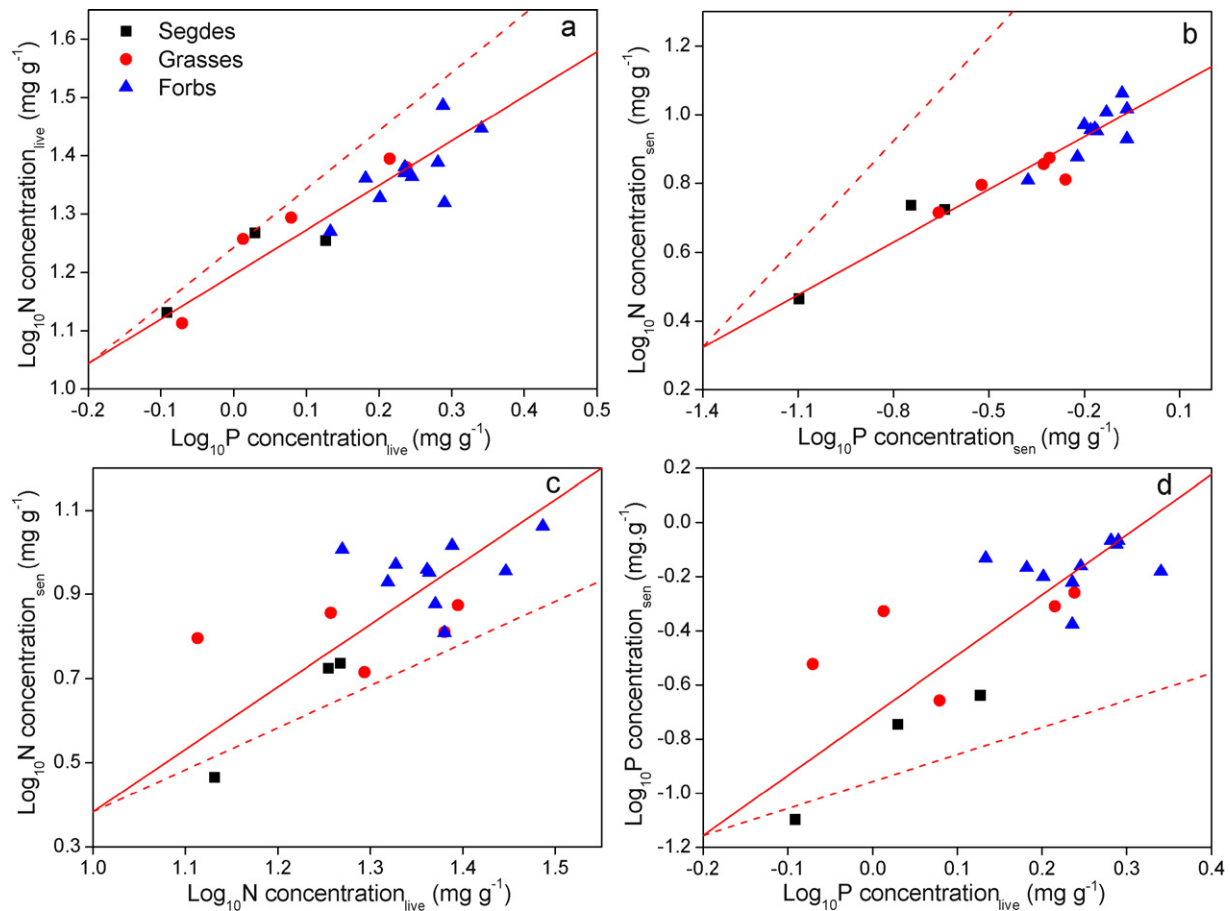 a
Segdes
Grasses
Forbs
Log10N concentrationlive (mg g-1)
1.6
1.5
1.4
1.3
1.2
1.1
1.0
-0.2 -0.1 0.0 0.1 0.2 0.3 0.4 0.5
Log10P concentrationlive (mg g-1)
b
Log10N concentrationsen (mg g-1)
1.2
1.0
0.8
0.6
0.4
0.2
-1.4 -1.1 -0.8 -0.5 -0.2 0.1
Log10P concentrationsen (mg g-1)
c
Log10N concentrationsen (mg g-1)
1.1
0.9
0.7
0.5
0.3
1.0 1.1 1.2 1.3 1.4 1.5
Log10N concentrationlive (mg g-1)
d
Log10P concentrationsen (mg.g-1)
0.2
0.0
-0.2
-0.4
-0.6
-0.8
-1.0
-1.2
-0.2 -0.1 0.0 0.1 0.2 0.3 0.4
Log10P concentrationlive (mg g-1)